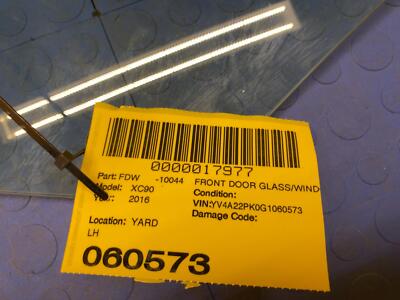 0000017977
Part: FDW -10044 FRONT DOOR GLASS/WIND
Model: XC90 Condition:
Year: 2016 VIN:YV4A22PK0G1060573
Damage Code:
Location: YARD
LH
060573